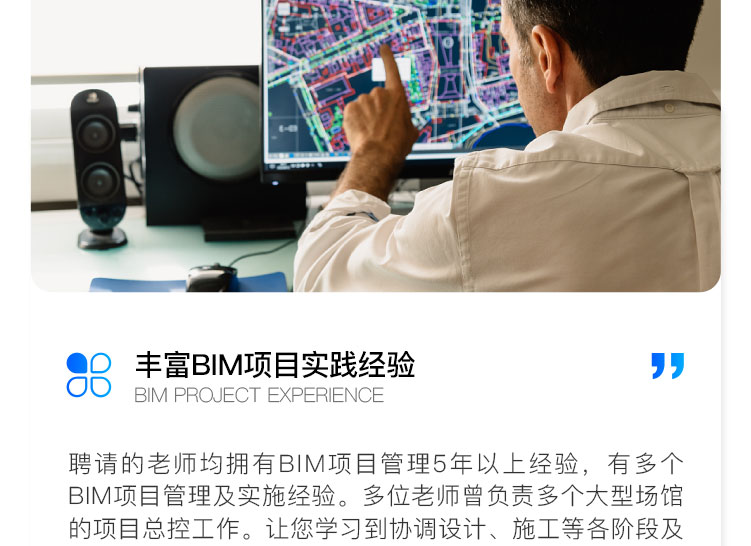 丰富BIM项目实践经验
BIM PROJECT EXPERIENCE
聘请的老师均拥有BIM项目管理5年以上经验，有多个
BIM项目管理及实施经验。多位老师曾负责多个大型场馆
的项目总控工作。让您学习到协调设计、施工等各阶段及